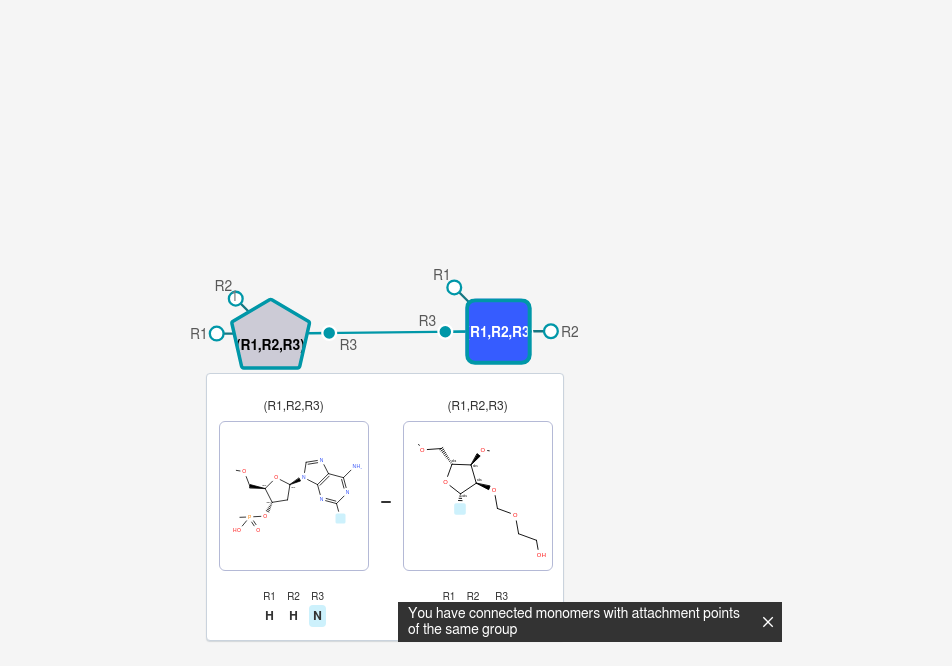 R1
R2
R1
R3
R2
R1
(R1,R2,R3)
R3
R1,R2,R3
(R1,R2,R3) (R1,R2,R3)
O
O
P
HO
O
O
N
N
N
N
NH
O
O
O
O
O
OH
R1 R2 R3 R1 R2 R3
H H N
You have connected monomers with attachment points
of the same group